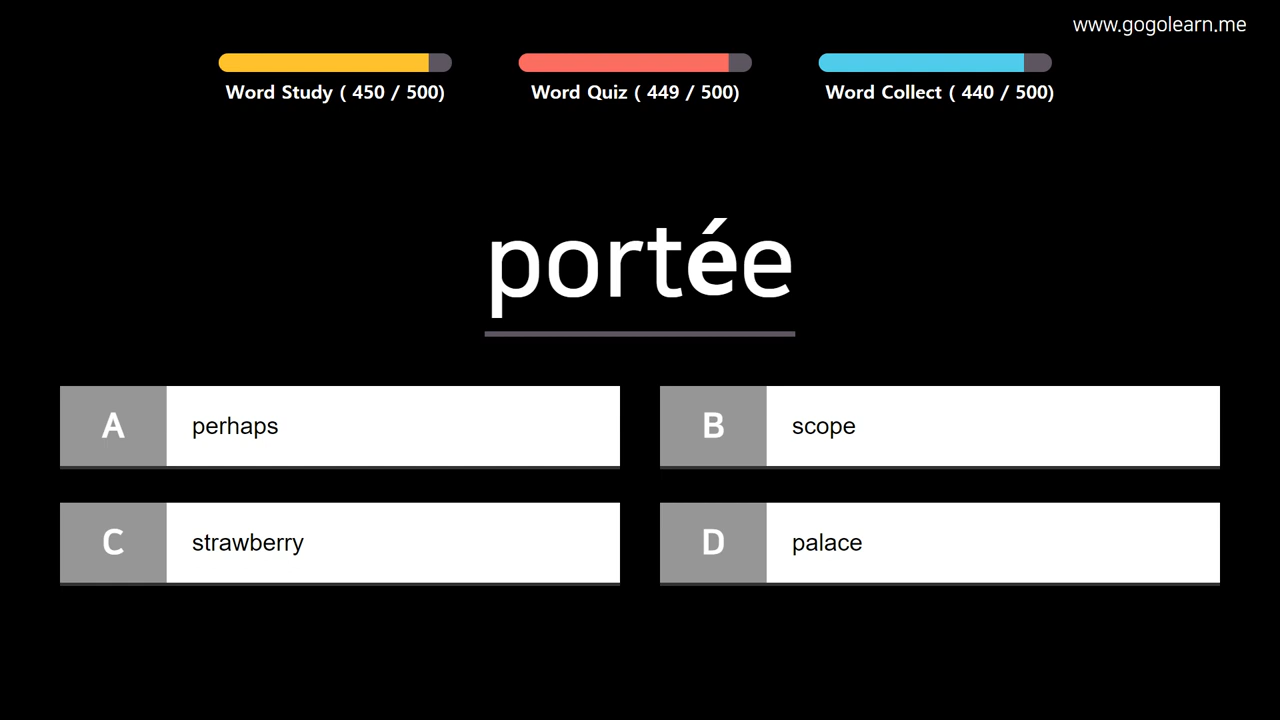 www.gogolearn.me
Word Study ( 450 / 500)
Word Quiz ( 449 / 500)
Word Collect ( 440 / 500)
portée
A perhaps
B scope
C strawberry
D palace